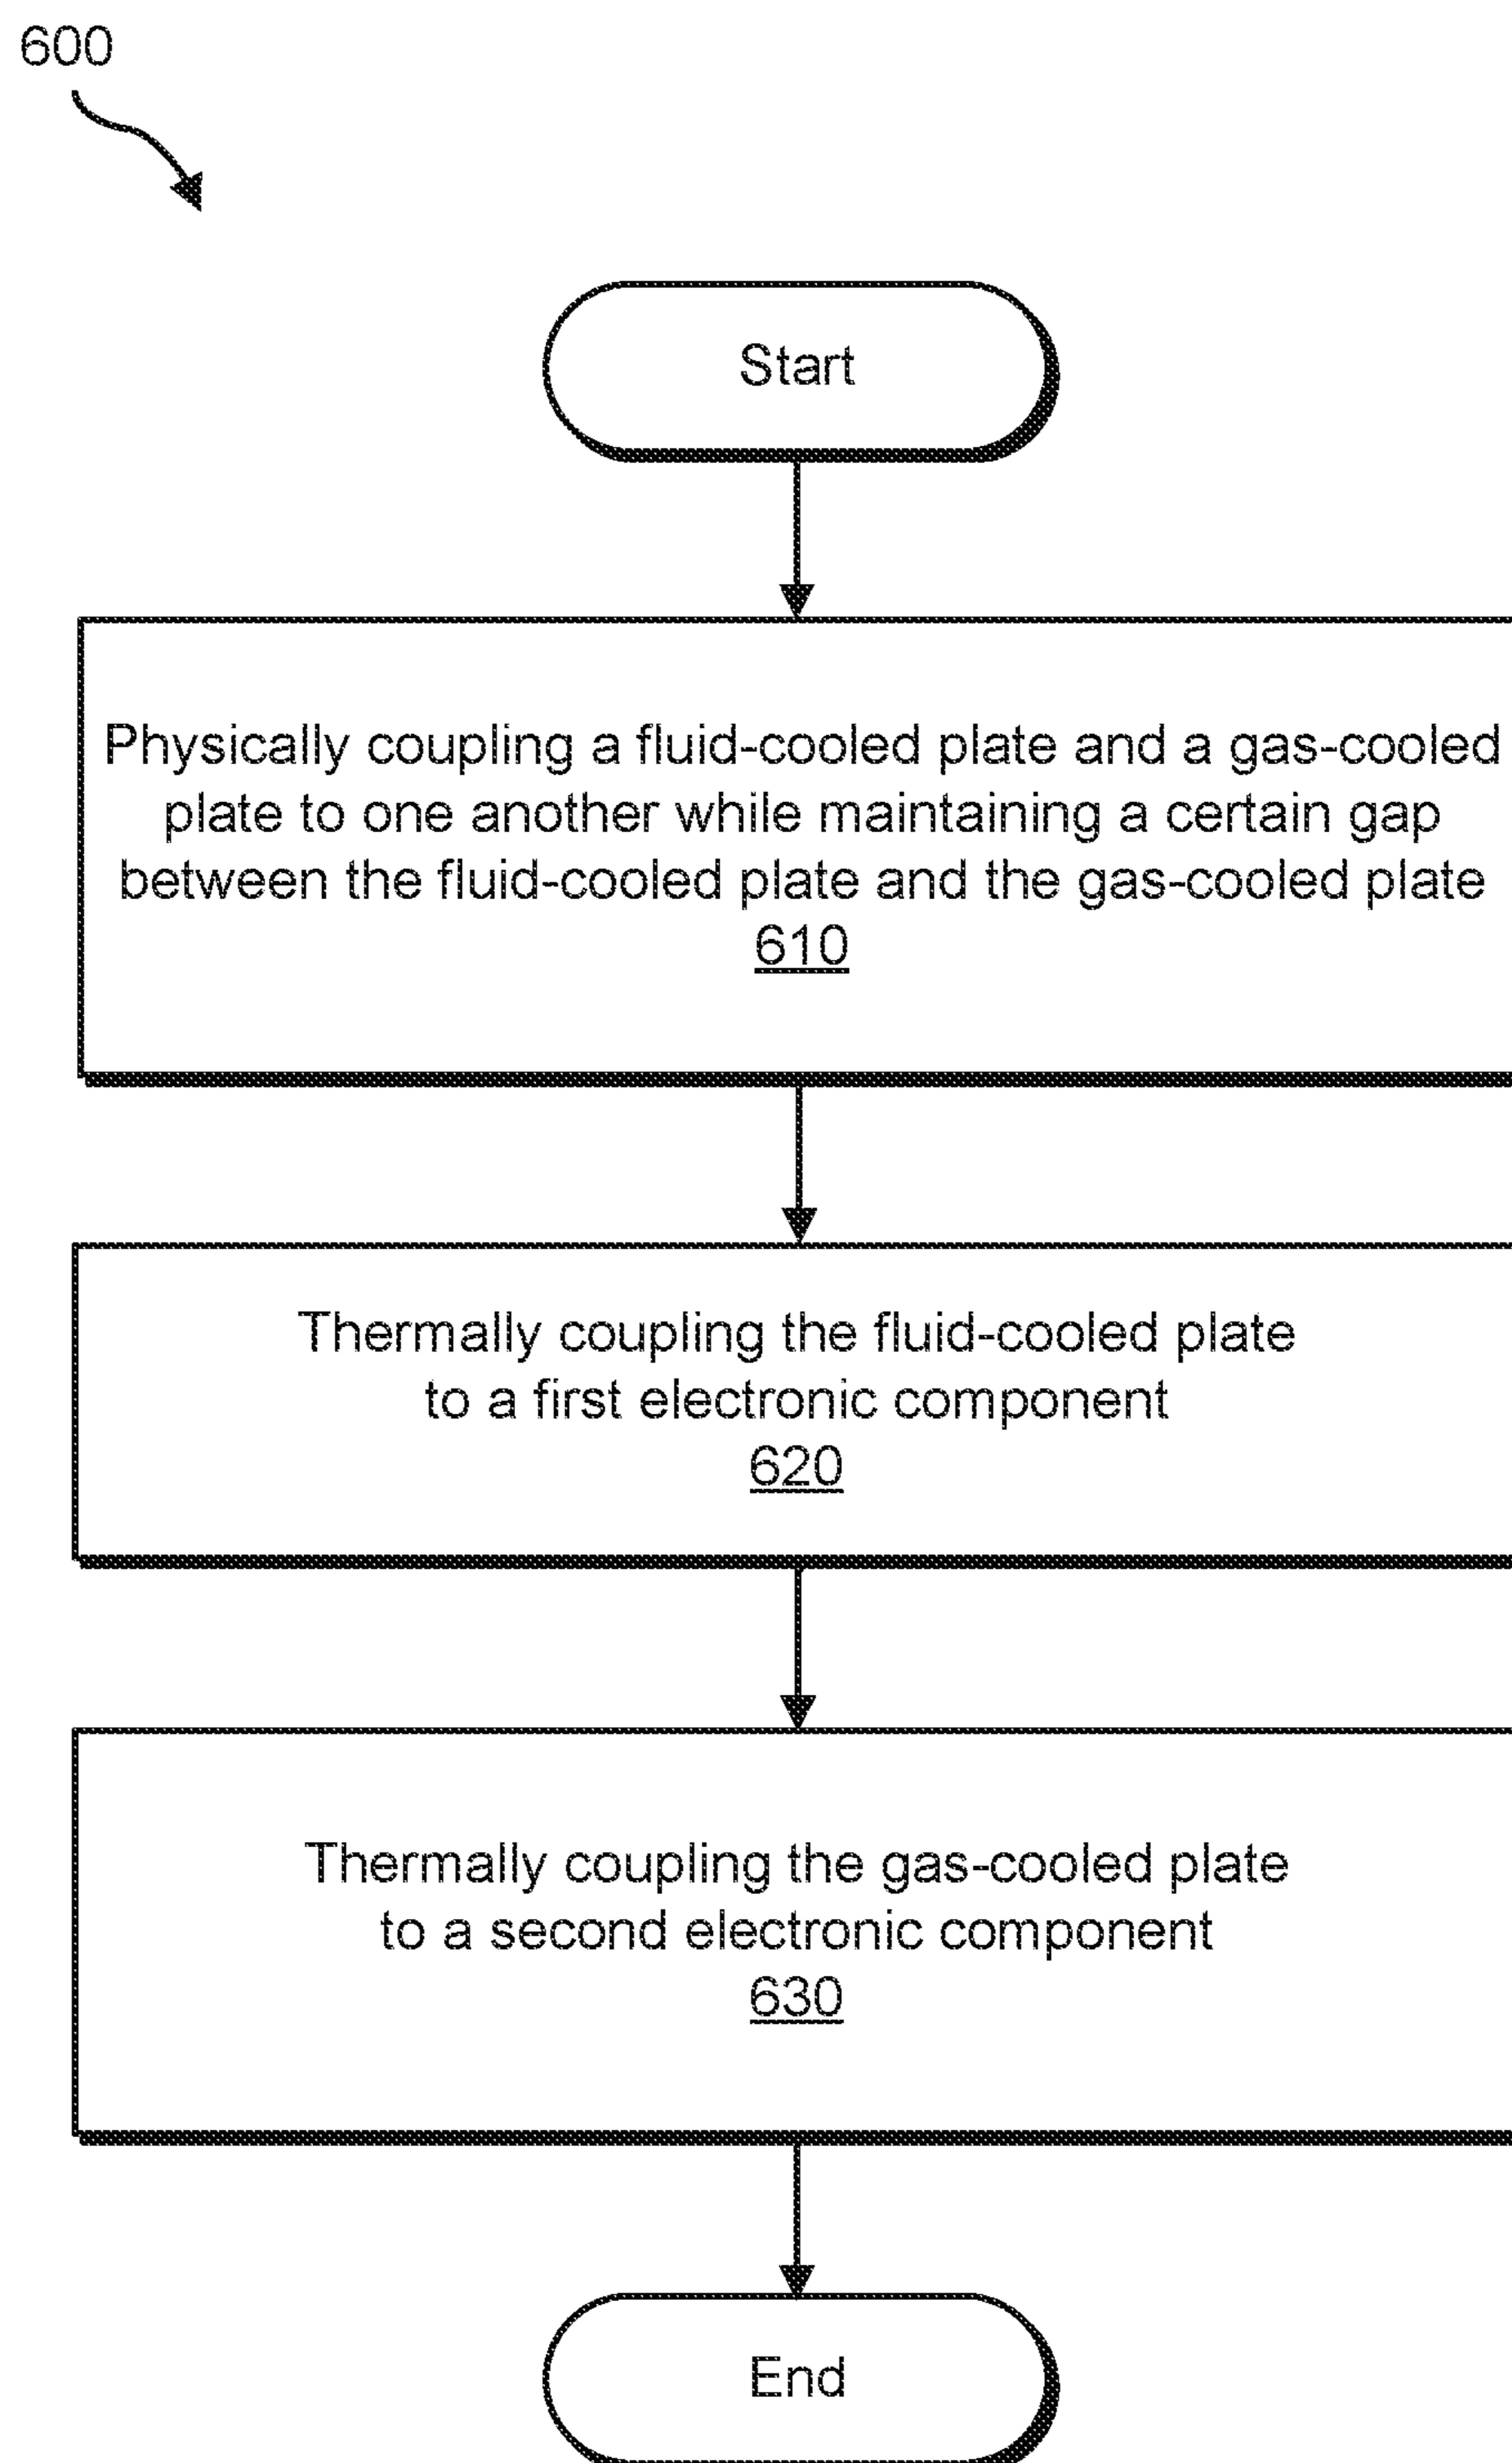 600
Start
Physically coupling a fluid-cooled plate and a gas-cooled
plate to one another while maintaining a certain gap
between the fluid-cooled plate and the gas-cooled plate
610
Thermally coupling the fluid-cooled plate
to a first electronic component
620
Thermally coupling the gas-cooled plate
to a second electronic component
630
End